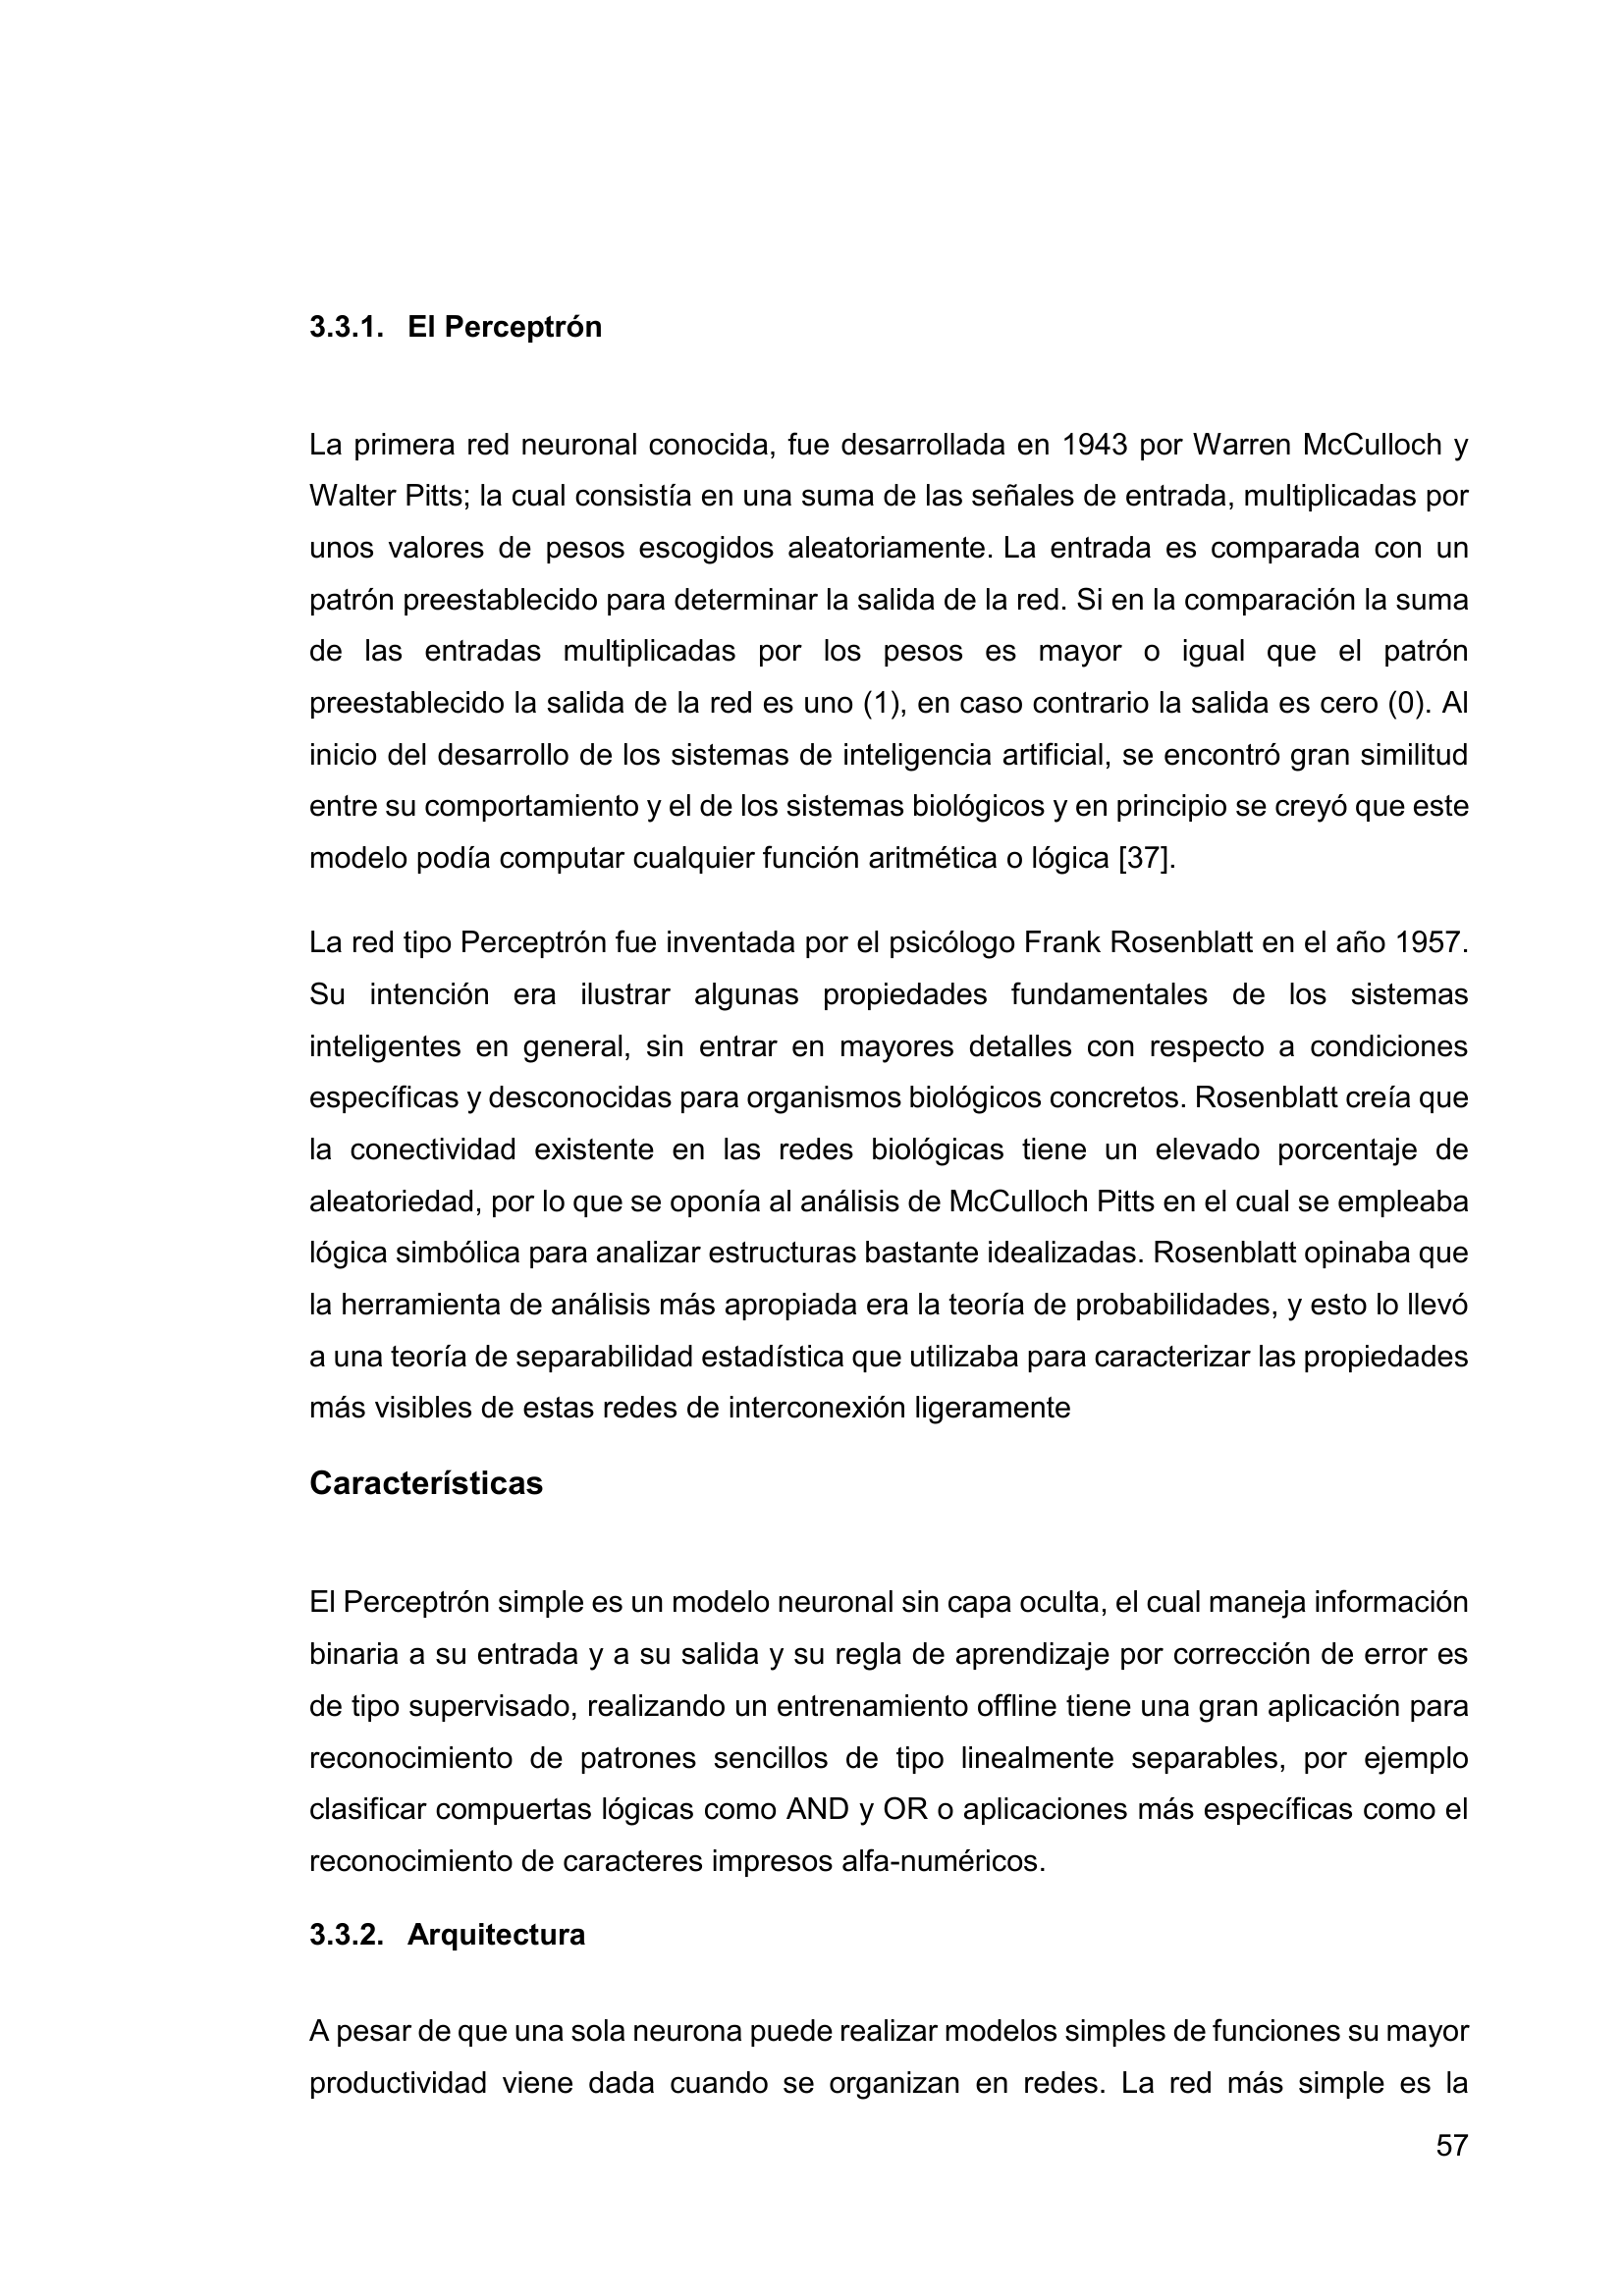 3.3.1. El Perceptrón
La primera red neuronal conocida, fue desarrollada en 1943 por Warren McCulloch y
Walter Pitts; la cual consistía en una suma de las señales de entrada, multiplicadas por
unos valores de pesos escogidos aleatoriamente. La entrada es comparada con un
patrón preestablecido para determinar la salida de la red. Si en la comparación la suma
de las entradas multiplicadas por los pesos es mayor o igual que el patrón
preestablecido la salida de la red es uno (1), en caso contrario la salida es cero (0). Al
inicio del desarrollo de los sistemas de inteligencia artificial, se encontró gran similitud
entre su comportamiento y el de los sistemas biológicos y en principio se creyó que este
modelo podía computar cualquier función aritmética o lógica [37].
La red tipo Perceptrón fue inventada por el psicólogo Frank Rosenblatt en el año 1957.
Su intención era ilustrar algunas propiedades fundamentales de los sistemas
inteligentes en general, sin entrar en mayores detalles con respecto a condiciones
específicas y desconocidas para organismos biológicos concretos. Rosenblatt creía que
la conectividad existente en las redes biológicas tiene un elevado porcentaje de
aleatoriedad, por lo que se oponía al análisis de McCulloch Pitts en el cual se empleaba
lógica simbólica para analizar estructuras bastante idealizadas. Rosenblatt opinaba que
la herramienta de análisis más apropiada era la teoría de probabilidades, y esto lo llevó
a una teoría de separabilidad estadística que utilizaba para caracterizar las propiedades
más visibles de estas redes de interconexión ligeramente
Características
El Perceptrón simple es un modelo neuronal sin capa oculta, el cual maneja información
binaria a su entrada y a su salida y su regla de aprendizaje por corrección de error es
de tipo supervisado, realizando un entrenamiento offline tiene una gran aplicación para
reconocimiento de patrones sencillos de tipo linealmente separables, por ejemplo
clasificar compuertas lógicas como AND y OR o aplicaciones más específicas como el
reconocimiento de caracteres impresos alfa-numéricos.
3.3.2. Arquitectura
A pesar de que una sola neurona puede realizar modelos simples de funciones su mayor
productividad viene dada cuando se organizan en redes. La red más simple es la
57